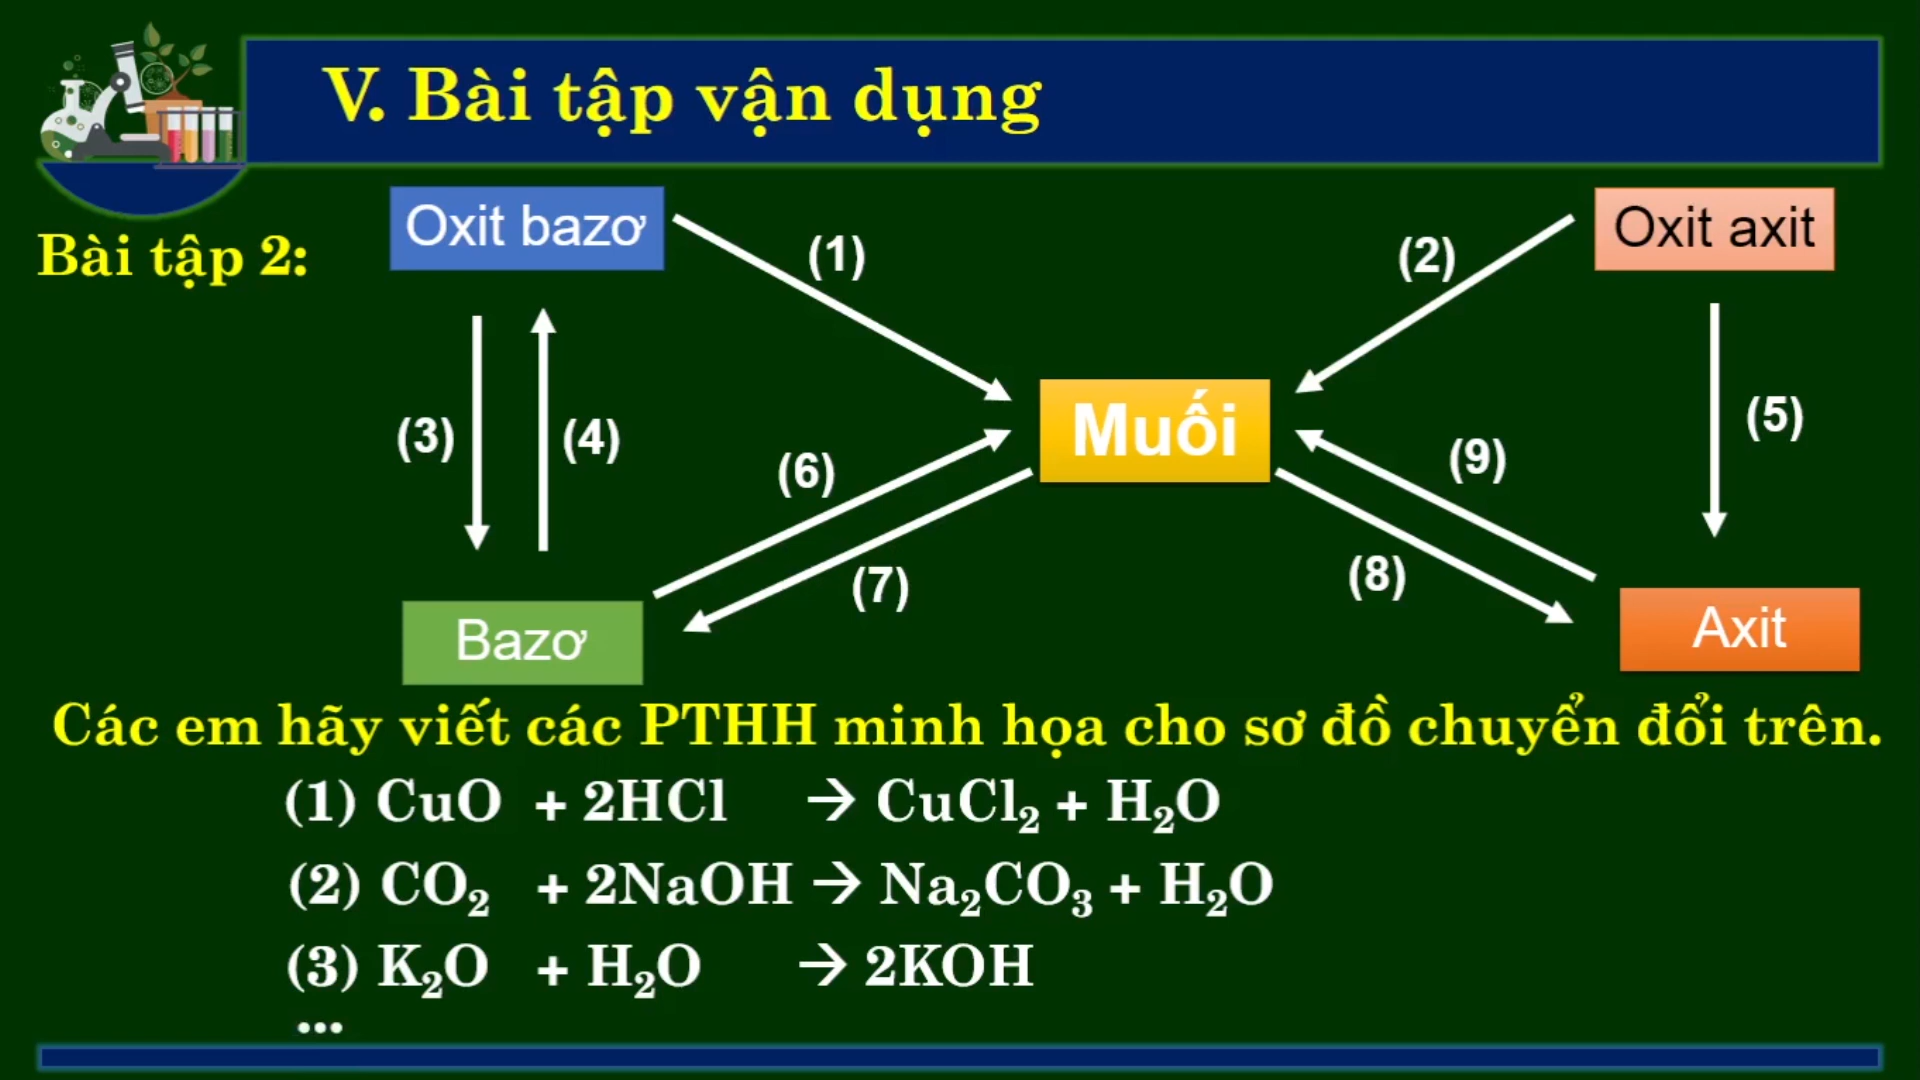 V. Bài tập vận dụng
Bài tập 2:
Oxit bazơ
(1)
(2)
Oxit axit
(3)
(4)
(6)
Muối
(9)
(5)
(7)
(8)
Bazơ
Axit
Các em hãy viết các PTHH minh họa cho sơ đồ chuyển đổi trên.
(1) CuO + 2HCl → CuCl₂ + H₂O
(2) CO₂ + 2NaOH → Na₂CO₃ + H₂O
(3) K₂O + H₂O → 2KOH
...